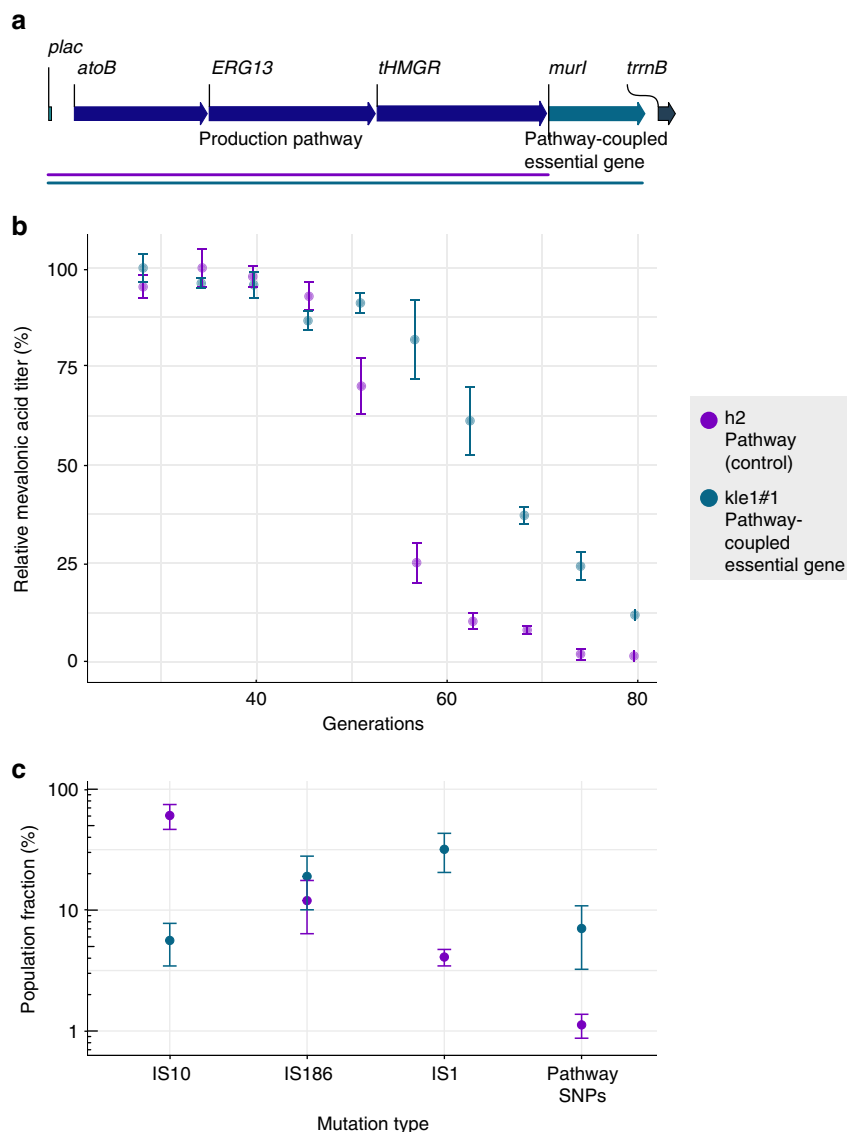 a
plac
atoB ERG13 tHMGR murI trrnB
Production pathway
Pathway-coupled
essential gene
b
100
75
50
25
0
Relative mevalonic acid titer (%)
40 60 80
Generations
h2
Pathway
(control)
kle1#1
Pathway-
coupled
essential gene
c
100
10
1
Population fraction (%)
IS10 IS186 IS1 Pathway
SNPs
Mutation type